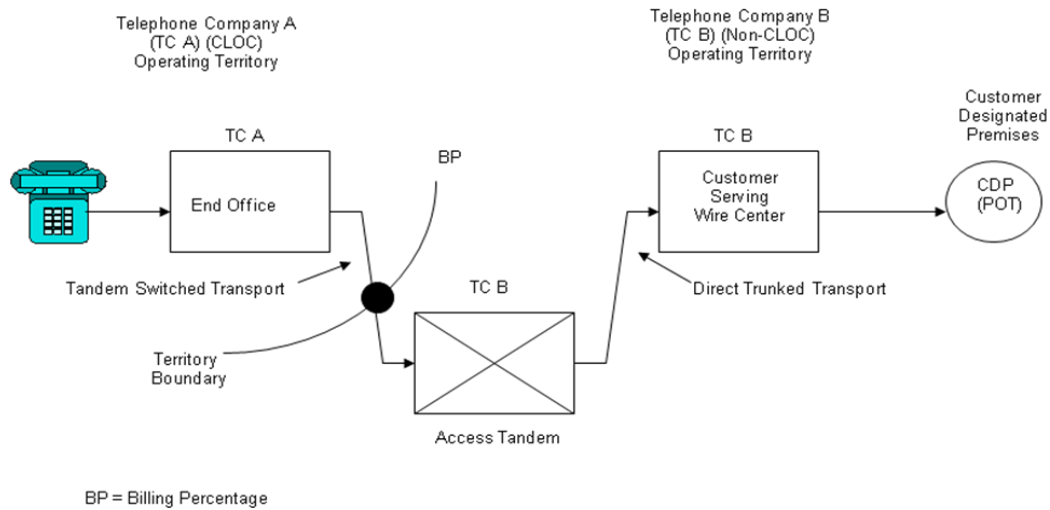 Telephone Company A
(TC A) (CLOC)
Operating Territory
Telephone Company B
(TC B) (Non-CLOC)
Operating Territory
Customer
Designated
Premises
TC A
BP
TC B
End Office
Customer
Serving
Wire Center
CDP
(POT)
Tandem Switched Transport
TC B
Direct Trunked Transport
Territory
Boundary
Access Tandem
BP = Billing Percentage